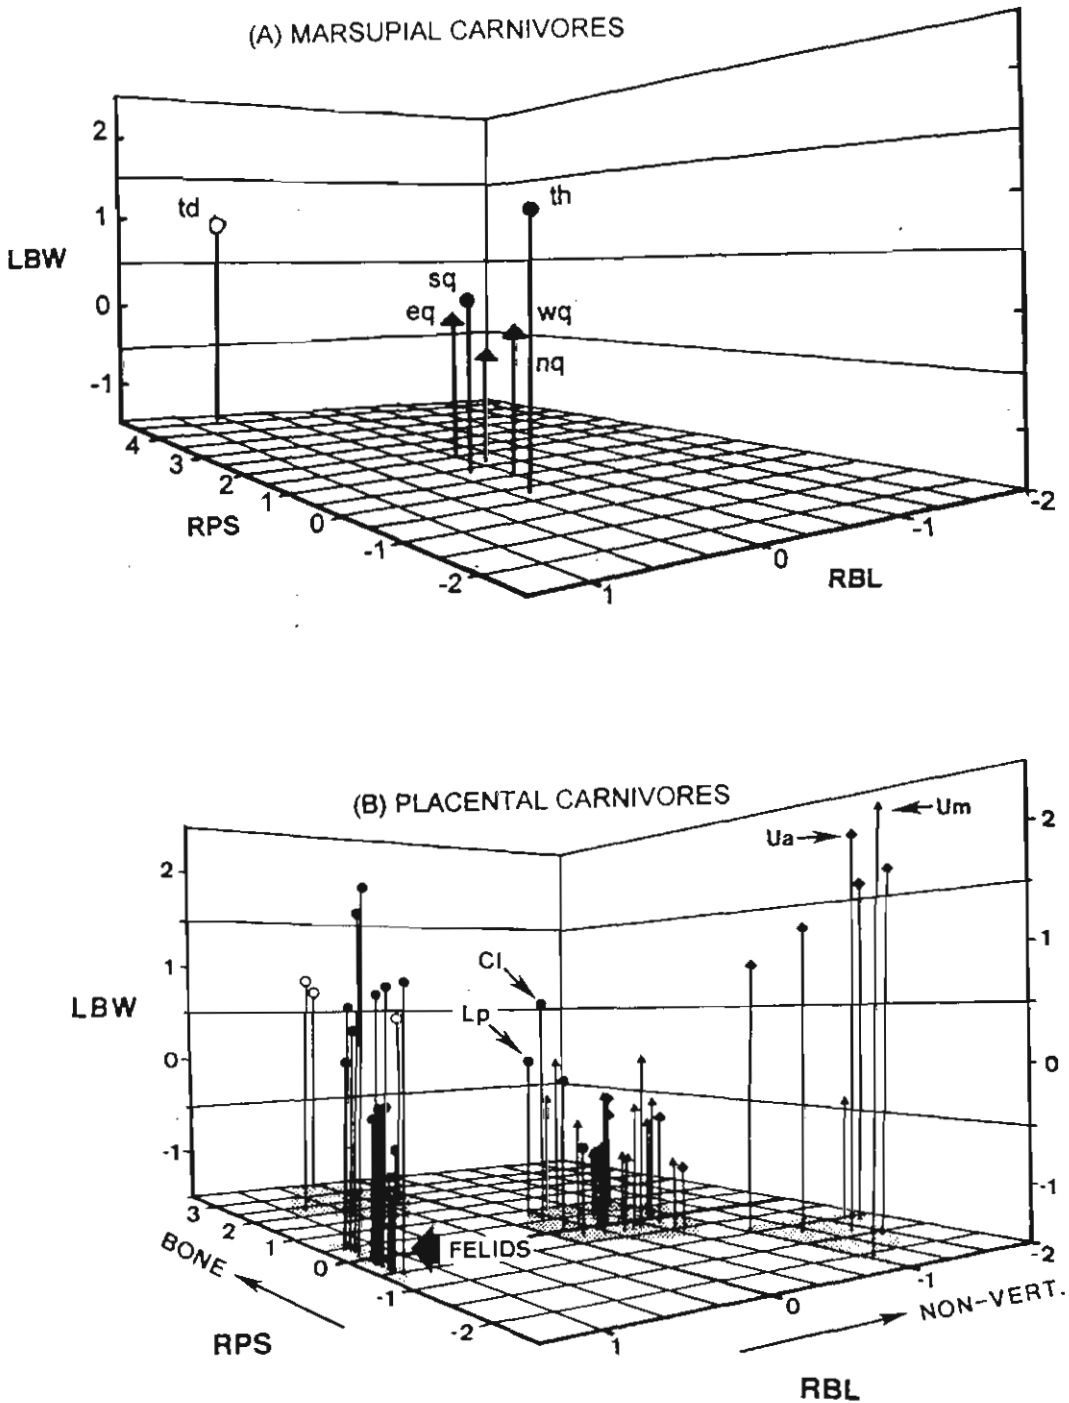 (A) MARSUPIAL CARNIVORES
2
1
LBW
0
-1
td
th
sq
eq
wq
nq
4
3
2
1
0
-1
-2
RPS
1
0
-1
-2
RBL
(B) PLACENTAL CARNIVORES
Ua
Um
2
1
0
-1
2
1
LBW
0
-1
Cl
Lp
FELIDS
3
2
1
0
-1
-2
BONE
RPS
1
0
-1
-2
NON-VERT.
RBL